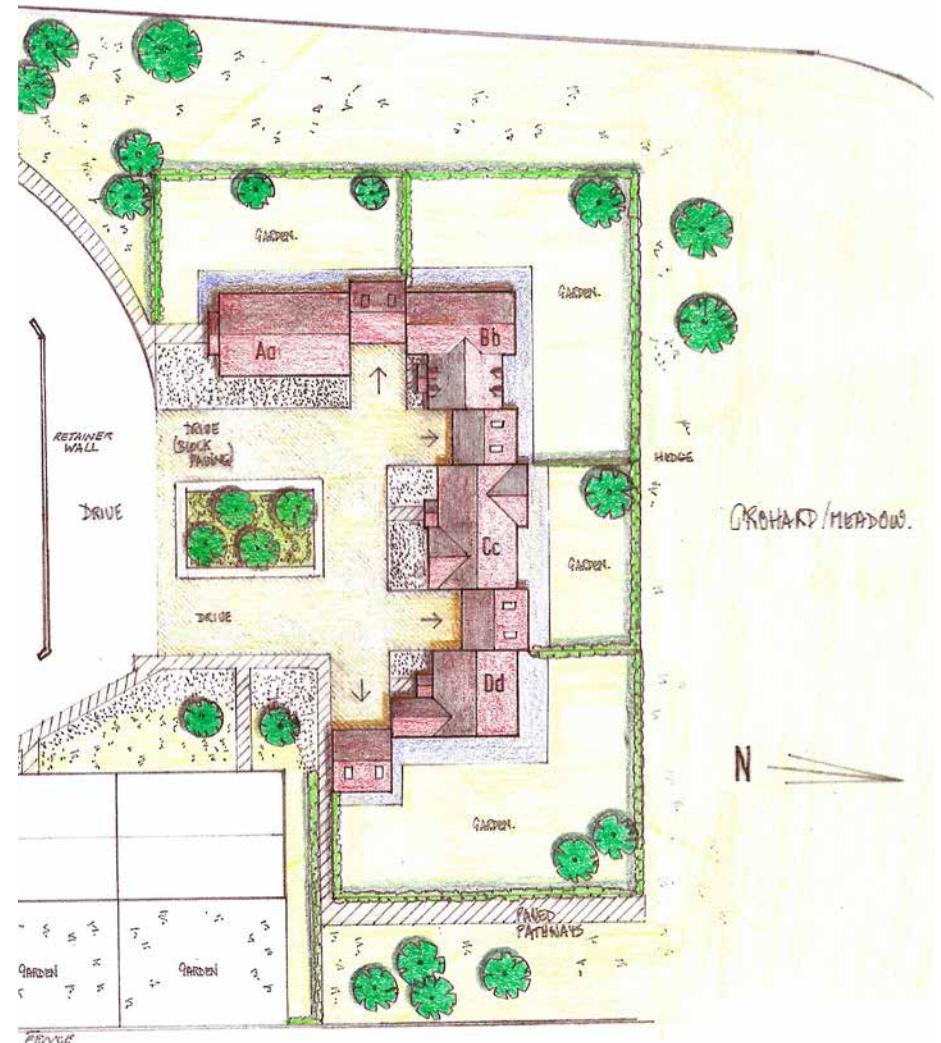 GARDEN.
GARDEN.
Aa
Bb
RETAINER
WALL
DRIVE
(BLOCK
PAVING)
HEDGE
DRIVE
ORCHARD/MEADOW.
Cc
GARDEN.
DRIVE
Dd
N
GARDEN.
PAVED
PATHWAYS
GARDEN
GARDEN
FENCE